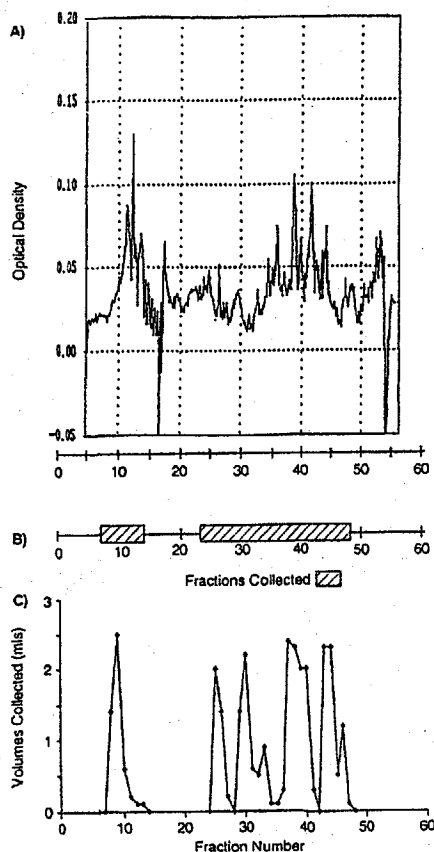 A)
Optical Density
0.20
0.15
0.10
0.05
0.00
-0.05
0 10 20 30 40 50 60
B)
0 10 20 30 40 50 60
Fractions Collected
C)
Volumes Collected (mls)
3
2
1
0
0 10 20 30 40 50 60
Fraction Number